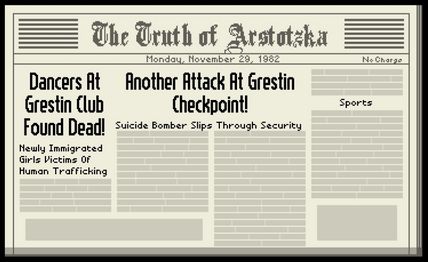 The Truth of Arstotzka
Monday, November 29, 1982
No Charge
Dancers At
Grestin Club
Found Dead!
Newly Immigrated
Girls Victims Of
Human Trafficking
Another Attack At Grestin
Checkpoint!
Suicide Bomber Slips Through Security
Sports